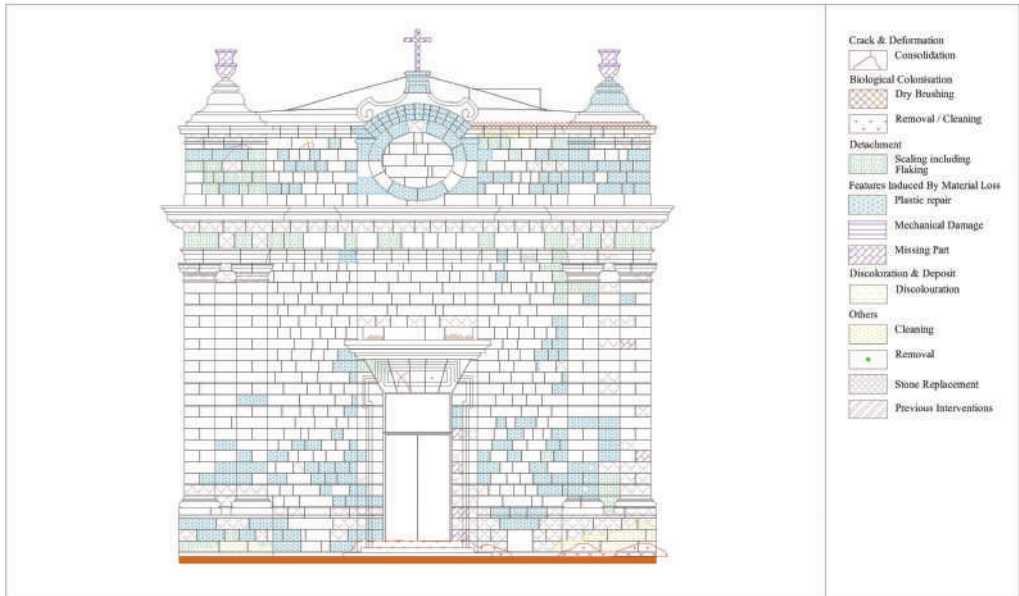 Crack & Deformation
Consolidation
Biological Colonisation
Dry Brushing
Removal / Cleaning
Detachment
Scaling including
Flaking
Features Induced By Material Loss
Plastic repair
Mechanical Damage
Missing Part
Discoloration & Deposit
Discolouration
Others
Cleaning
Removal
Stone Replacement
Previous Interventions